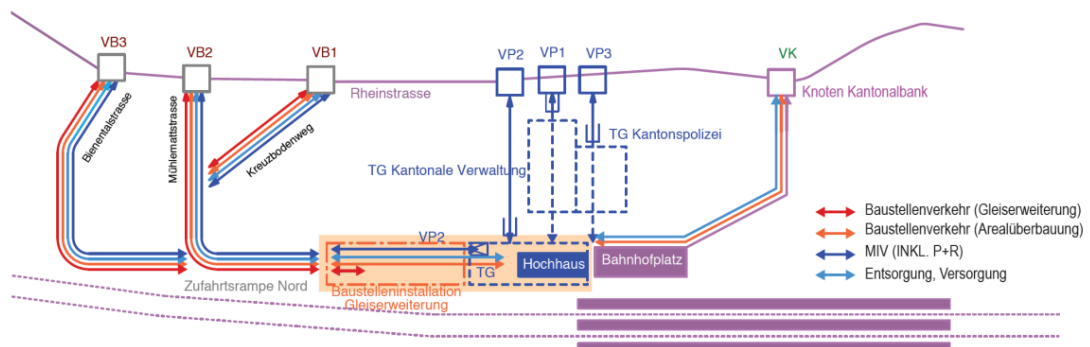 VB3
VB2
VB1
VP2
VP1
VP3
VK
Rheinstrasse
Knoten Kantonalbank
Bienentalstrasse
Mühlemattstrasse
Kreuzbodenweg
TG Kantonspolizei
TG Kantonale Verwaltung
Baustellenverkehr (Gleiserweiterung)
Baustellenverkehr (Arealüberbauung)
MIV (INKL. P+R)
Entsorgung, Versorgung
VP2
TG
Hochhaus
Bahnhofplatz
Zufahrtsrampe Nord
Baustelleninstallation
Gleiserweiterung